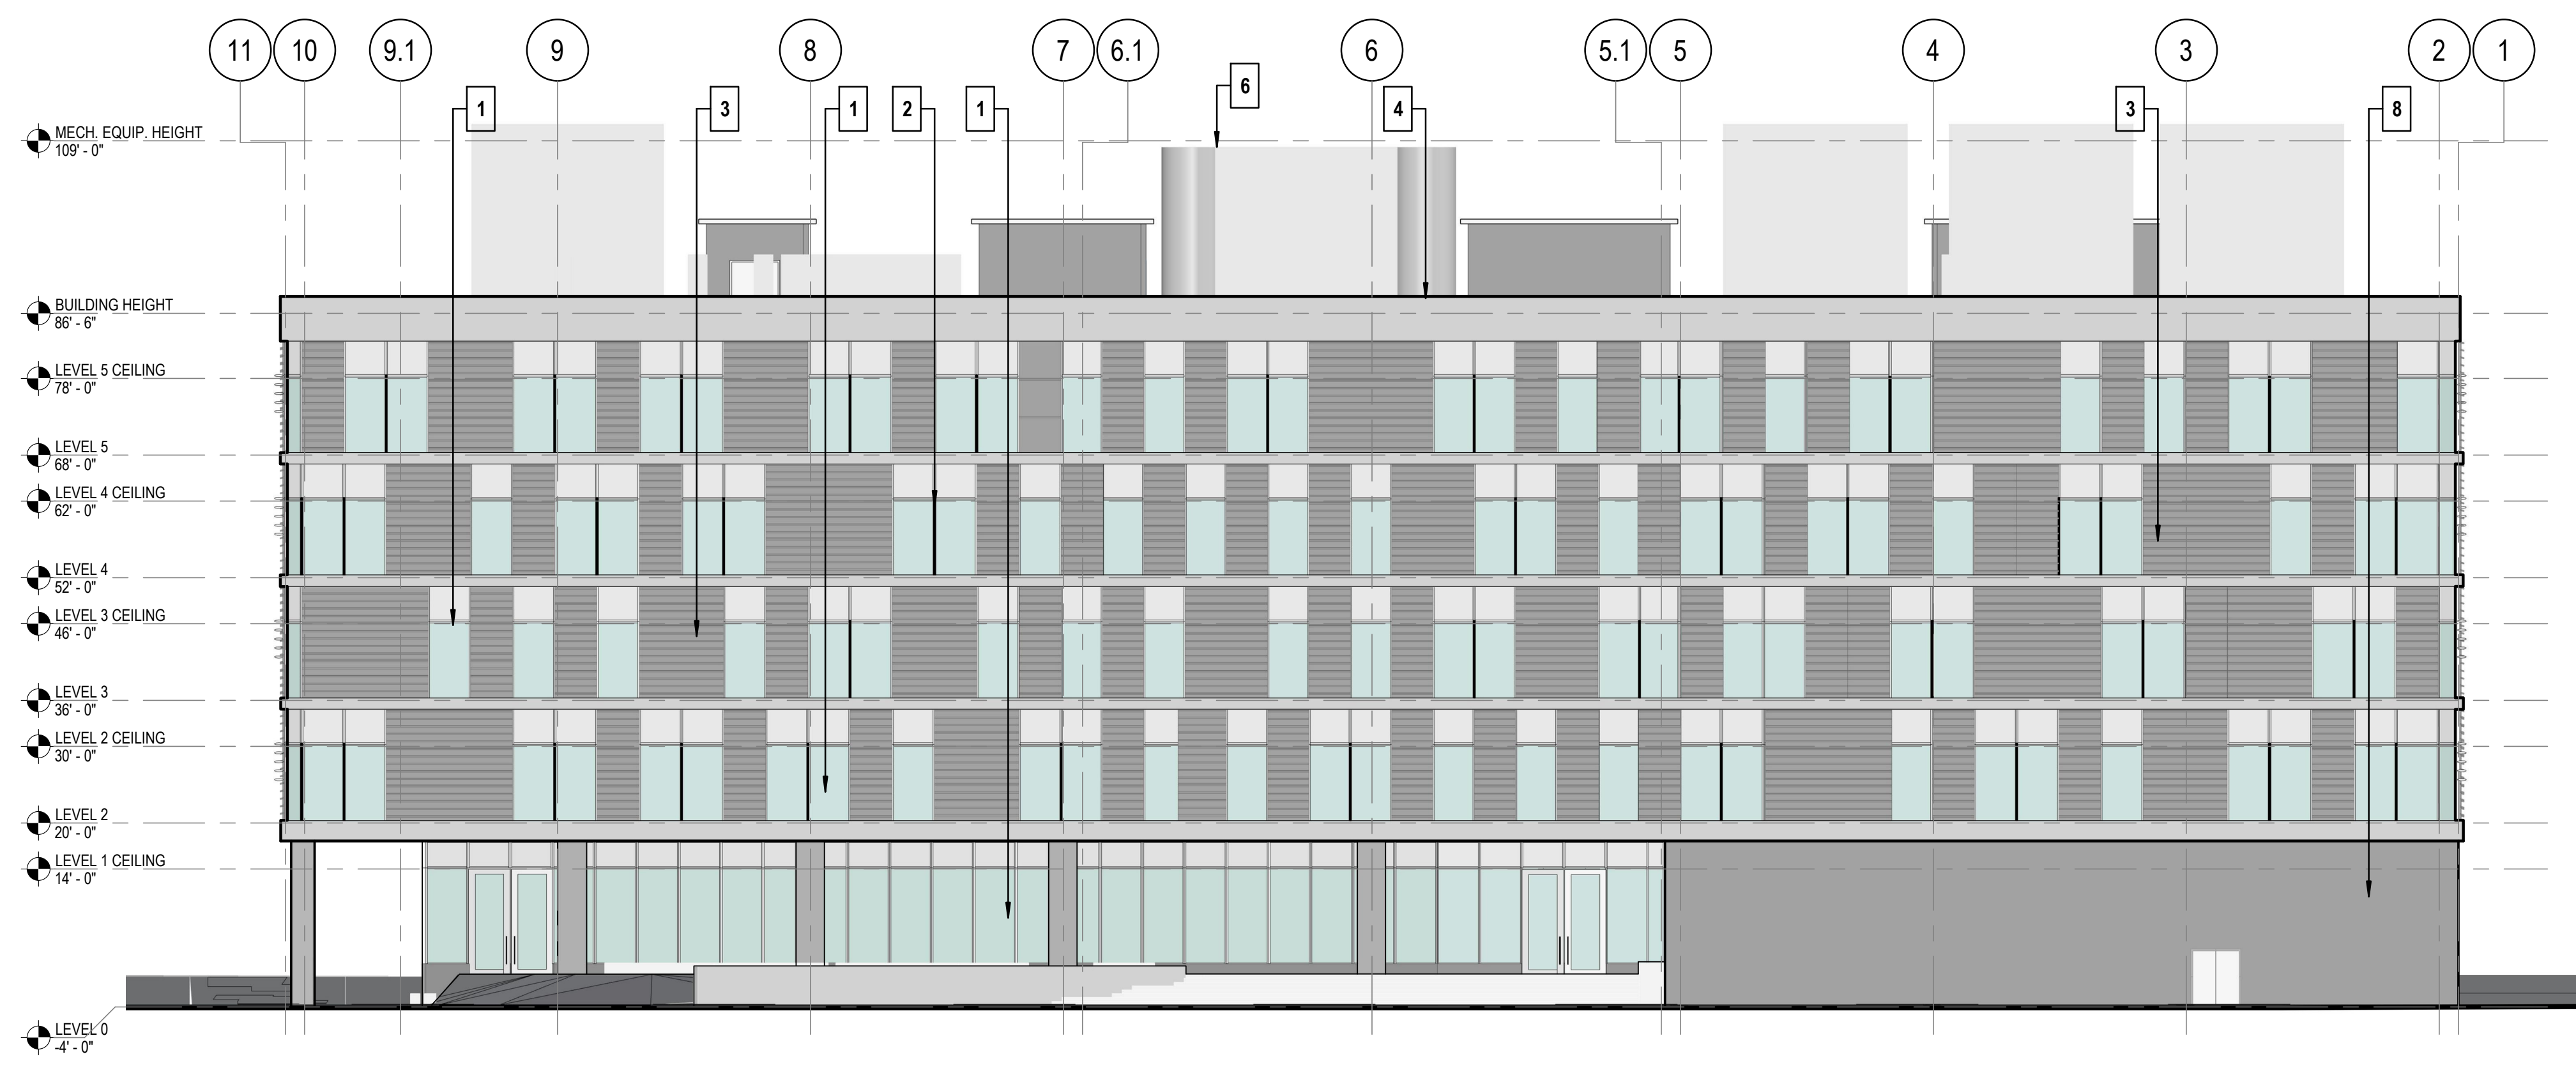 11 10 9.1 9 8 7 6.1 6 5.1 5 4 3 2 1
1 3 1 2 1 6 4 3 8
MECH. EQUIP. HEIGHT
109' - 0"
BUILDING HEIGHT
86' - 6"
LEVEL 5 CEILING
78' - 0"
LEVEL 5
68' - 0"
LEVEL 4 CEILING
62' - 0"
LEVEL 4
52' - 0"
LEVEL 3 CEILING
46' - 0"
LEVEL 3
36' - 0"
LEVEL 2 CEILING
30' - 0"
LEVEL 2
20' - 0"
LEVEL 1 CEILING
14' - 0"
LEVEL 0
-4' - 0"